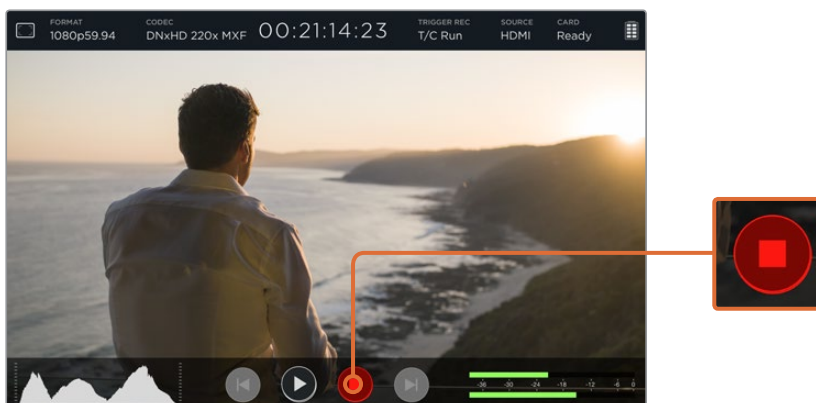 FORMAT
1080p59.94
CODEC
DNxHD 220x MXF
00:21:14:23
TRIGGER REC
T/C Run
SOURCE
HDMI
CARD
Ready
-36 -30 -24 -18 -12 -6 0